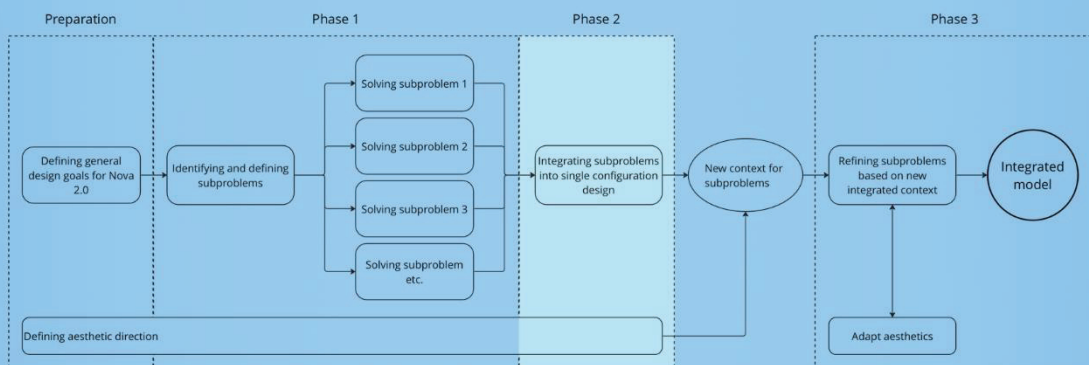 Preparation
Phase 1
Phase 2
Phase 3
Defining general
design goals for Nova
2.0
Identifying and defining
subproblems
Solving subproblem 1
Solving subproblem 2
Solving subproblem 3
Solving subproblem
etc.
Integrating subproblems
into single configuration
design
New context for
subproblems
Refining subproblems
based on new
integrated context
Integrated
model
Defining aesthetic direction
Adapt aesthetics